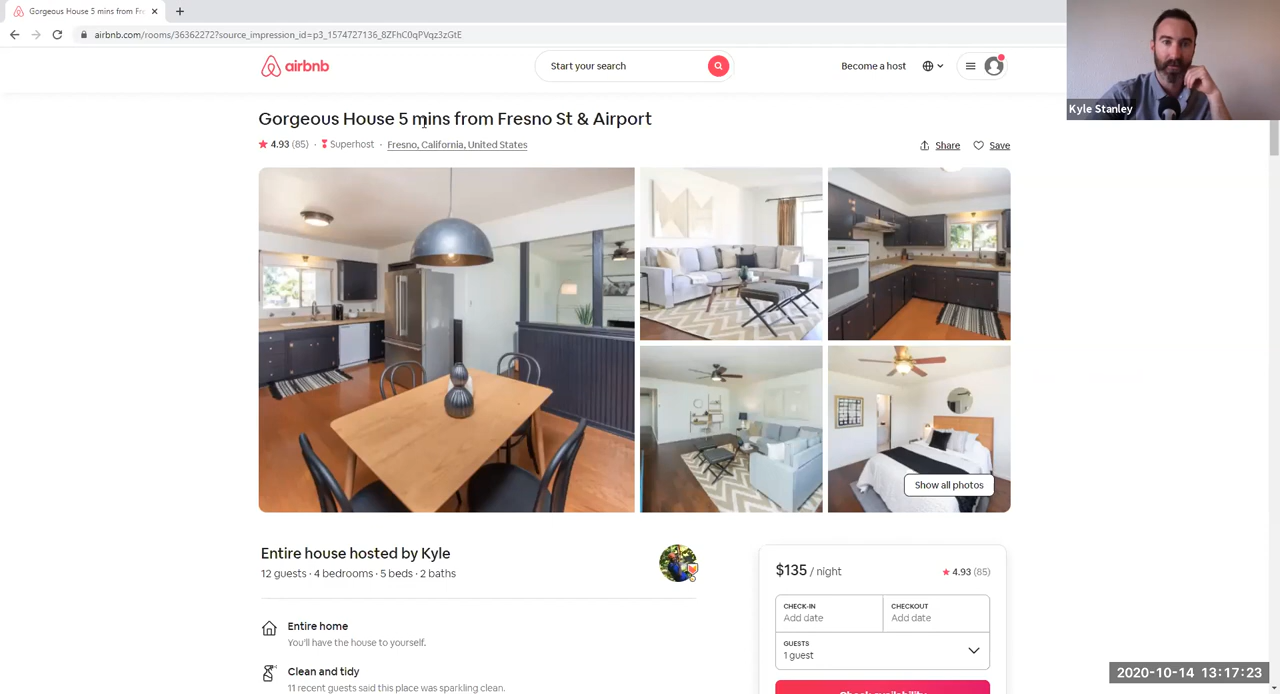 Gorgeous House 5 mins from Fr
airbnb.com/rooms/36362272?source_impression_id=p3_1574727136_8ZFhC0qPVqz3zGtE
airbnb
Start your search
Become a host
Kyle Stanley
Gorgeous House 5 mins from Fresno St & Airport
4.93 (85) · Superhost · Fresno, California, United States
Share
Save
Show all photos
Entire house hosted by Kyle
12 guests · 4 bedrooms · 5 beds · 2 baths
$135 / night
4.93 (85)
CHECK-IN
Add date
CHECKOUT
Add date
GUESTS
1 guest
Check availability
Entire home
You'll have the house to yourself.
Clean and tidy
11 recent guests said this place was sparkling clean.
2020-10-14 13:17:23